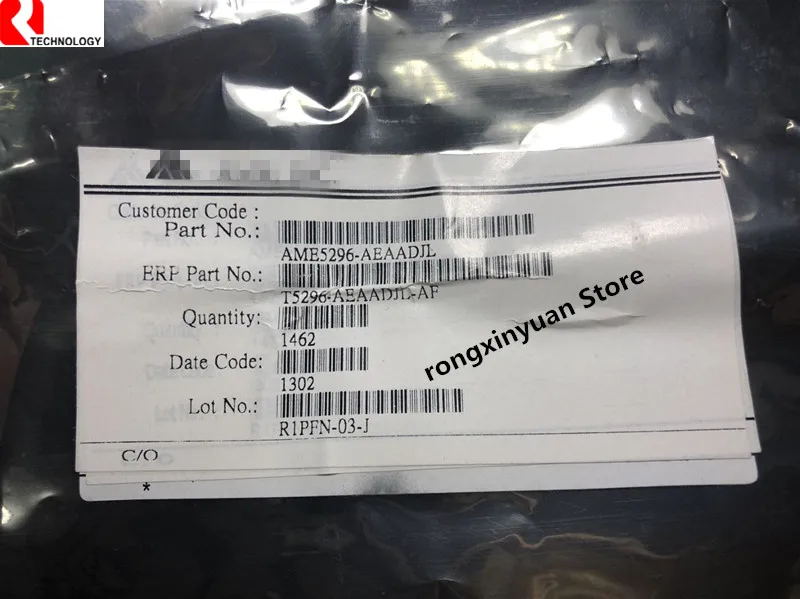 R TECHNOLOGY
Customer Code :
Part No.:
AME5296-AEAADJL
ERP Part No.:
T5296-AEAADJL-AF
Quantity:
1462
Date Code:
1302
Lot No.:
R1PFN-03-J
C/O
*
rongxinyuan Store